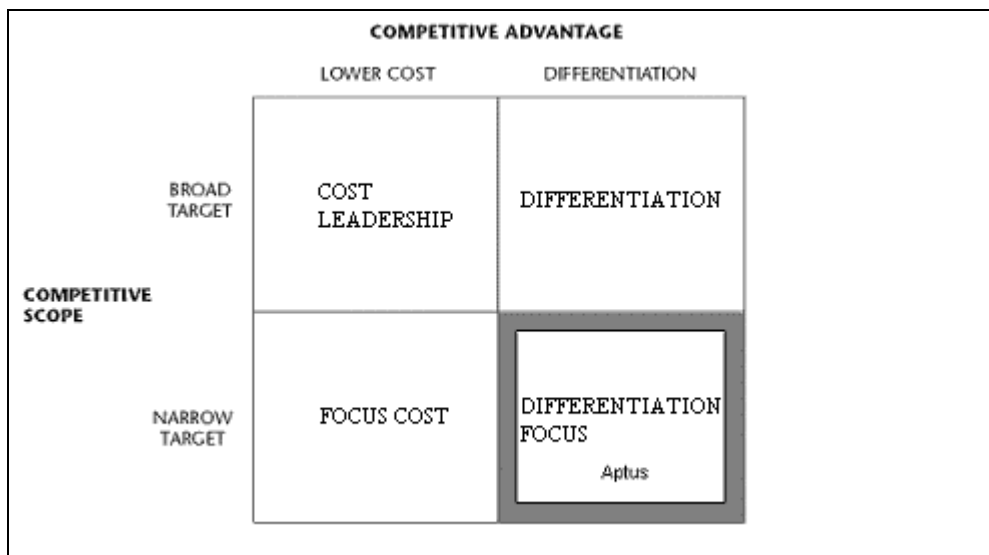 COMPETITIVE ADVANTAGE
LOWER COST
DIFFERENTIATION
BROAD
TARGET
COST
LEADERSHIP
DIFFERENTIATION
COMPETITIVE
SCOPE
NARROW
TARGET
FOCUS COST
DIFFERENTIATION
FOCUS
Aptus